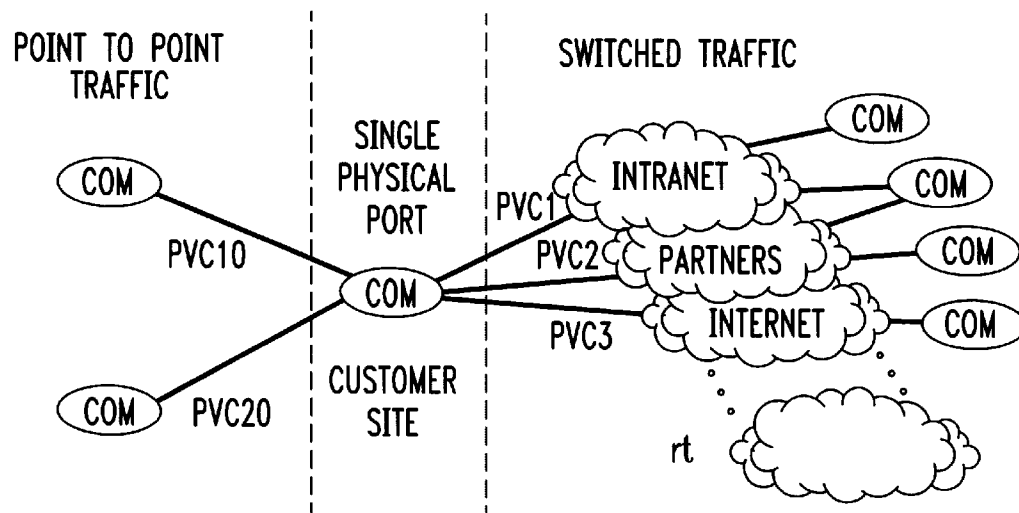 POINT TO POINT
TRAFFIC
SINGLE
PHYSICAL
PORT
SWITCHED TRAFFIC
COM
COM
INTRANET
COM
PVC1
PVC10
PVC2
PARTNERS
COM
COM
PVC3
INTERNET
COM
COM
PVC20
CUSTOMER
SITE
rt